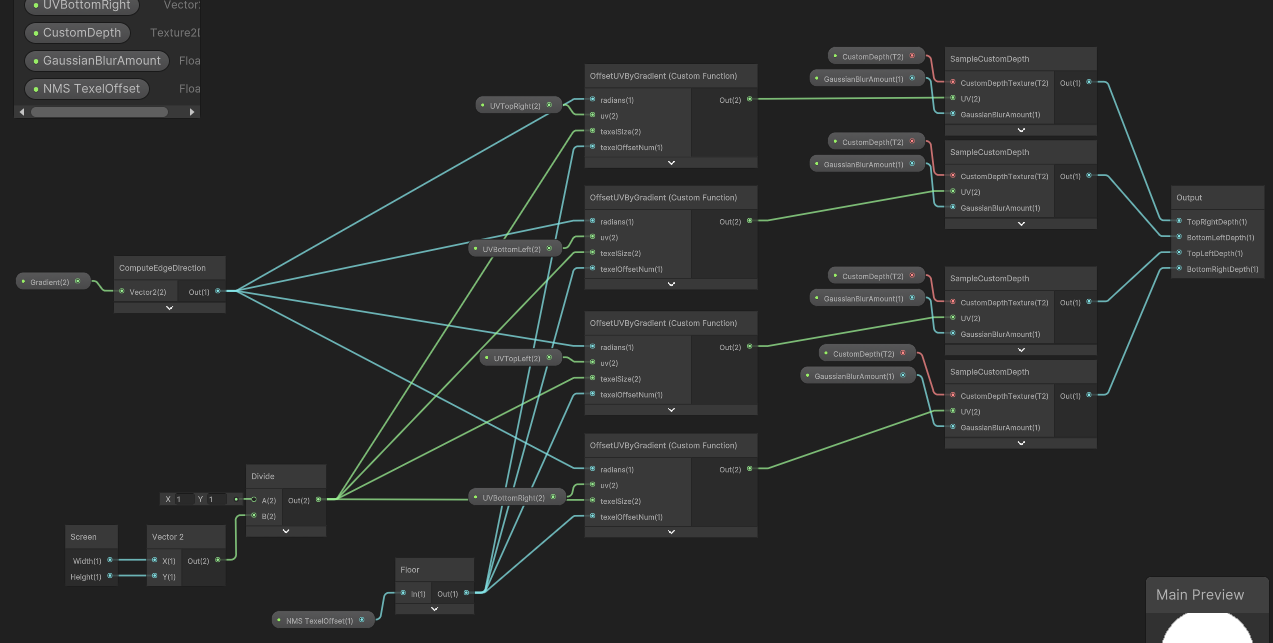 UVBottomRight Vector
CustomDepth Texture2D
GaussianBlurAmount Floa
NMS TexelOffset Floa
Gradient(2)
ComputeEdgeDirection
Vector2(2) Out(1)
Screen
Width(1)
Height(1)
Vector 2
X(1) Out(2)
Y(1)
X 1 Y 1
Divide
A(2) Out(2)
B(2)
NMS TexelOffset(1)
Floor
In(1) Out(1)
UVTopRight(2)
OffsetUVByGradient (Custom Function)
radians(1) Out(2)
uv(2)
texelSize(2)
texelOffsetNum(1)
UVBottomLeft(2)
OffsetUVByGradient (Custom Function)
radians(1) Out(2)
uv(2)
texelSize(2)
texelOffsetNum(1)
UVTopLeft(2)
OffsetUVByGradient (Custom Function)
radians(1) Out(2)
uv(2)
texelSize(2)
texelOffsetNum(1)
UVBottomRight(2)
OffsetUVByGradient (Custom Function)
radians(1) Out(2)
uv(2)
texelSize(2)
texelOffsetNum(1)
CustomDepth(T2)
GaussianBlurAmount(1)
SampleCustomDepth
CustomDepthTexture(T2) Out(1)
UV(2)
GaussianBlurAmount(1)
CustomDepth(T2)
GaussianBlurAmount(1)
SampleCustomDepth
CustomDepthTexture(T2) Out(1)
UV(2)
GaussianBlurAmount(1)
CustomDepth(T2)
GaussianBlurAmount(1)
SampleCustomDepth
CustomDepthTexture(T2) Out(1)
UV(2)
GaussianBlurAmount(1)
CustomDepth(T2)
GaussianBlurAmount(1)
SampleCustomDepth
CustomDepthTexture(T2) Out(1)
UV(2)
GaussianBlurAmount(1)
Output
TopRightDepth(1)
BottomLeftDepth(1)
TopLeftDepth(1)
BottomRightDepth(1)
Main Preview